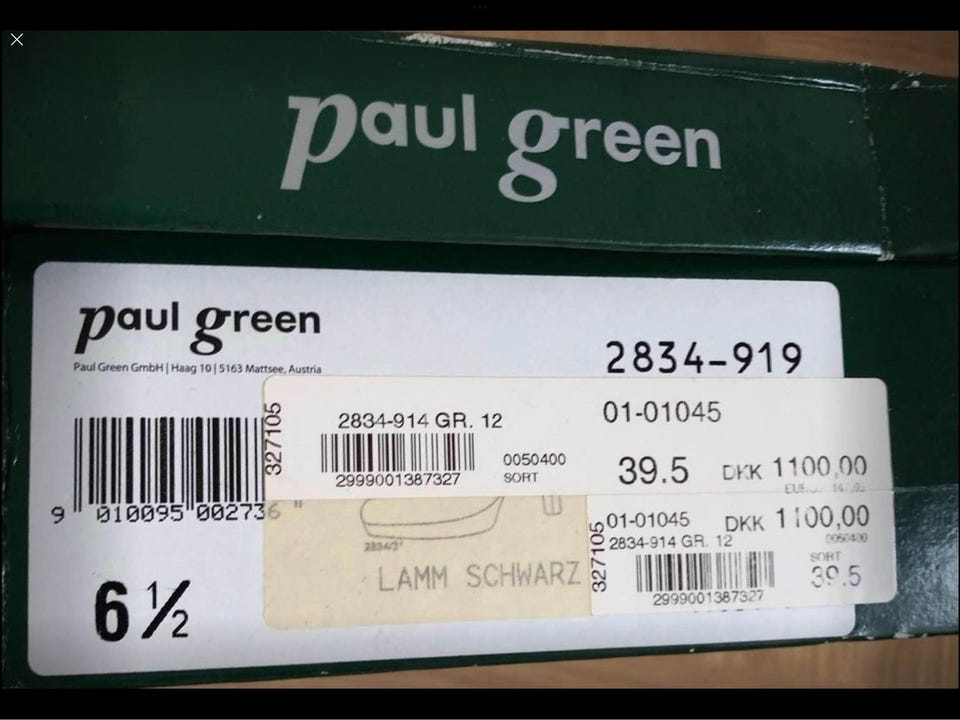 paul green
paul green
Paul Green GmbH | Haag 10 | 5163 Mattsee, Austria
2834-919
327105
2834-914 GR. 12
01-01045
0050400
SORT
39.5
DKK 1100,00
2999001387327
9 010095 002736
2834/3
LAMM SCHWARZ
327105
01-01045
DKK 1100,00
2834-914 GR. 12
0050400
SORT
39.5
2999001387327
6 ½